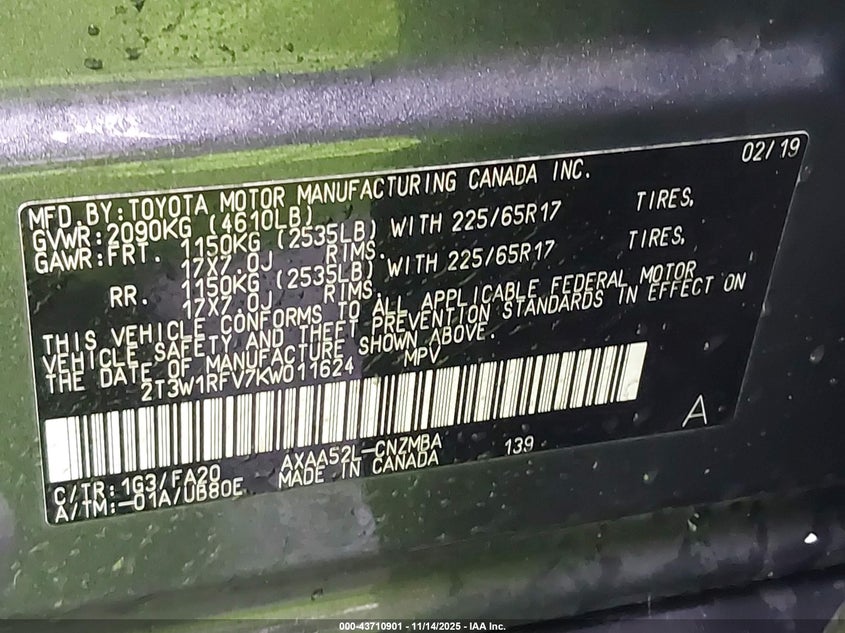 02/19
MFD.BY:TOYOTA MOTOR MANUFACTURING CANADA INC.
GVWR:2090KG (4610LB)
GAWR:FRT. 1150KG (2535LB) WITH 225/65R17 TIRES,
17X7.0J RIMS.
RR. 1150KG (2535LB) WITH 225/65R17 TIRES,
17X7.0J RIMS.
THIS VEHICLE CONFORMS TO ALL APPLICABLE FEDERAL MOTOR
VEHICLE SAFETY AND THEFT PREVENTION STANDARDS IN EFFECT ON
THE DATE OF MANUFACTURE SHOWN ABOVE.
2T3W1RFV7KW011624 MPV
A
C/TR:1G3/FA20 AXAA52L-CNZMBA 139
A/TM:-01A/UB80E MADE IN CANADA
000-43710901 - 11/14/2025 - IAA Inc.